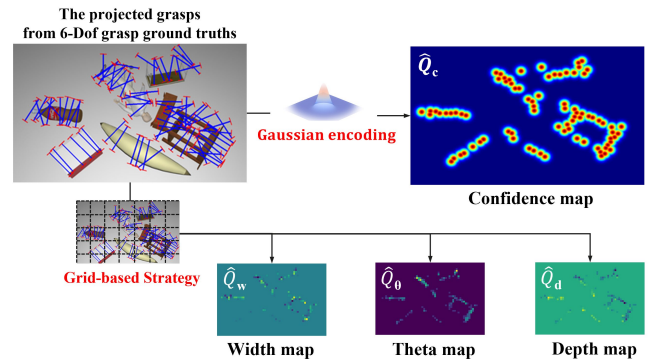 The projected grasps
from 6-Dof grasp ground truths
Gaussian encoding
Q̂c
Confidence map
Grid-based Strategy
Q̂w
Q̂θ
Q̂d
Width map
Theta map
Depth map